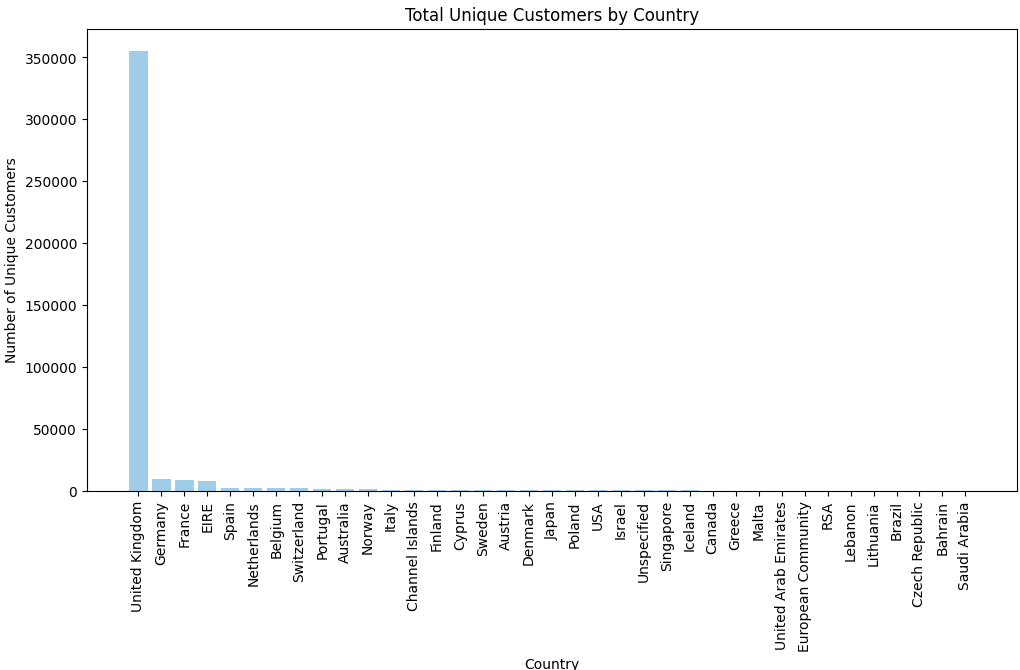 Total Unique Customers by Country
Number of Unique Customers
350000
300000
250000
200000
150000
100000
50000
0
United Kingdom
Germany
France
EIRE
Spain
Netherlands
Belgium
Switzerland
Portugal
Australia
Norway
Italy
Channel Islands
Finland
Cyprus
Sweden
Austria
Denmark
Japan
Poland
USA
Israel
Unspecified
Singapore
Iceland
Canada
Greece
Malta
United Arab Emirates
European Community
RSA
Lebanon
Lithuania
Brazil
Czech Republic
Bahrain
Saudi Arabia
Country